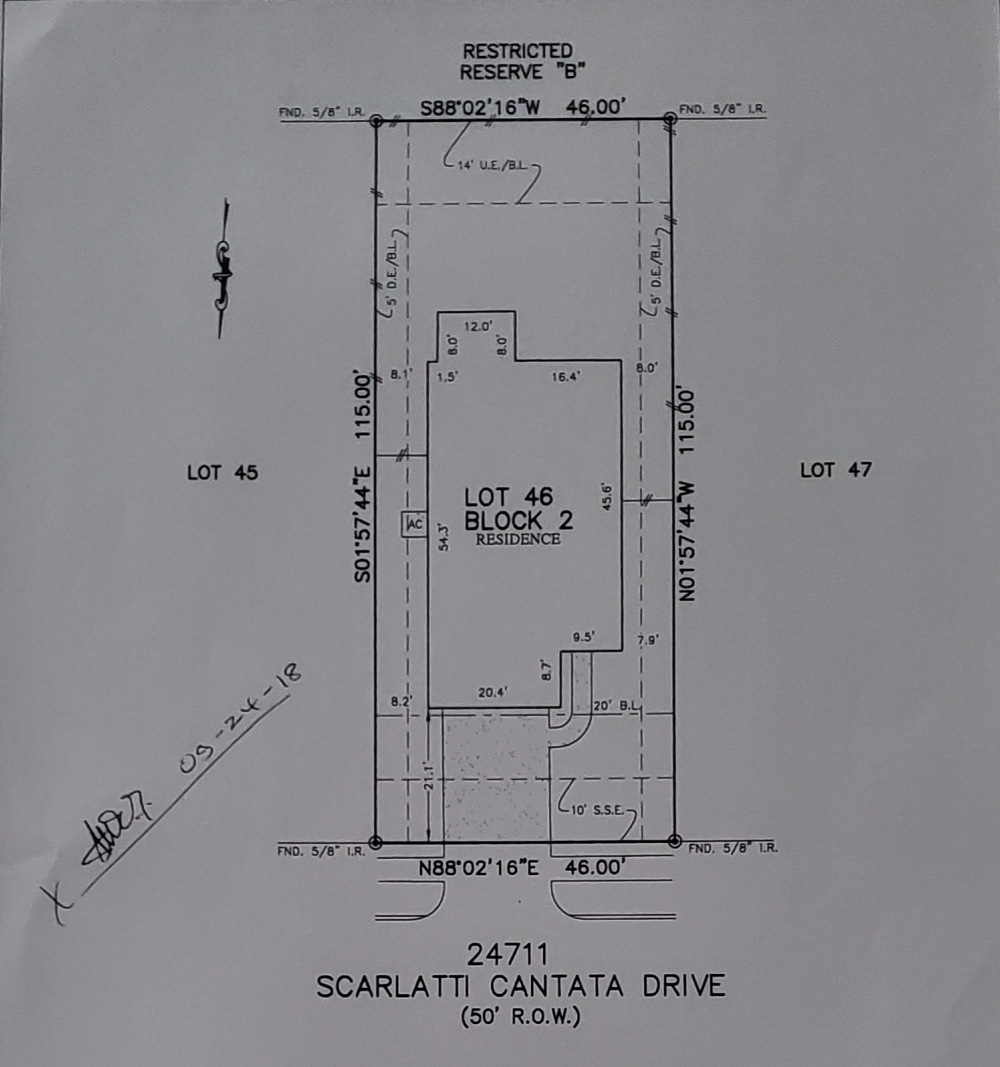 RESTRICTED
RESERVE "B"
S88°02'16"W 46.00'
FND. 5/8" I.R.
FND. 5/8" I.R.
14' U.E./B.L.
5' D.E./B.L.
5' D.E./B.L.
12.0'
8.0'
8.0'
8.1'
1.5'
16.4'
8.0'
S01°57'44"E 115.00'
N01°57'44"W 115.00'
LOT 45
LOT 47
LOT 46
BLOCK 2
RESIDENCE
45.6'
AC
54.3'
9.5'
7.9'
8.7'
20.4'
8.2'
20' B.L.
21.1'
10' S.S.E.
X
09-24-18
FND. 5/8" I.R.
FND. 5/8" I.R.
N88°02'16"E 46.00'
24711
SCARLATTI CANTATA DRIVE
(50' R.O.W.)